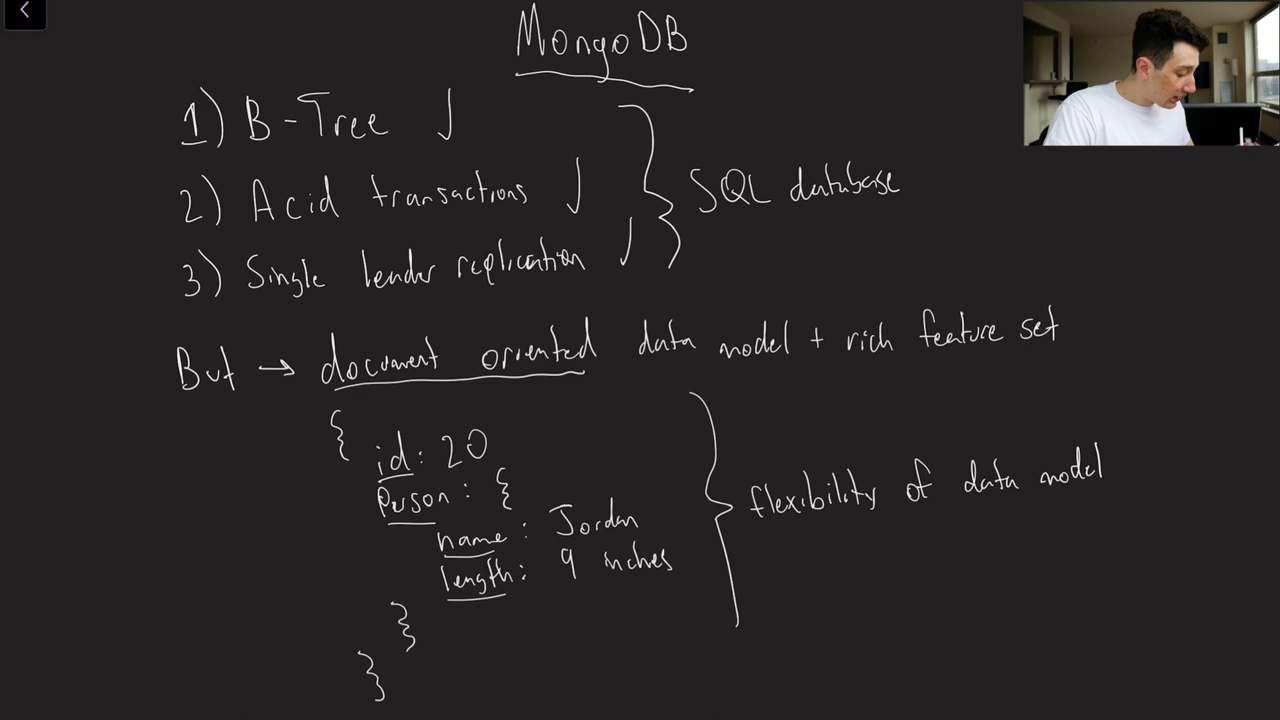 MongoDB
1) B-Tree ✓
2) Acid transactions ✓
3) Single leader replication ✓
} SQL database
But → document oriented data model + rich feature set
{
id: 20
Person: {
name: Jordan
length: 9 inches
}
}
} flexibility of data model